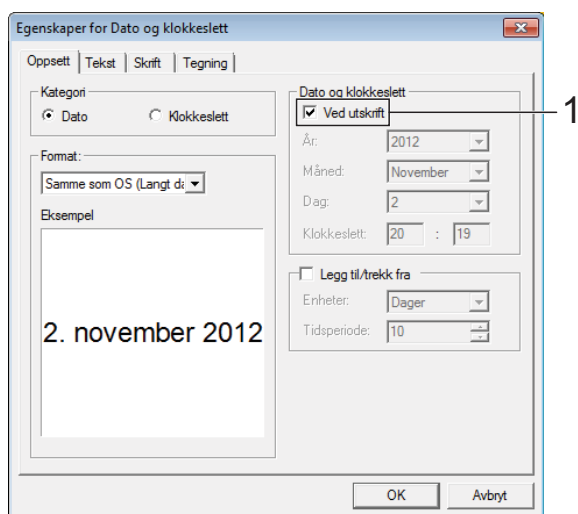 Egenskaper for Dato og klokkeslett
Oppsett Tekst Skrift Tegning
Kategori
Dato Klokkeslett
Format:
Samme som OS (Langt da
Eksempel
2. november 2012
Dato og klokkeslett
Ved utskrift
1
År: 2012
Måned: November
Dag: 2
Klokkeslett: 20 : 19
Legg til/trekk fra
Enheter: Dager
Tidsperiode: 10
OK Avbryt